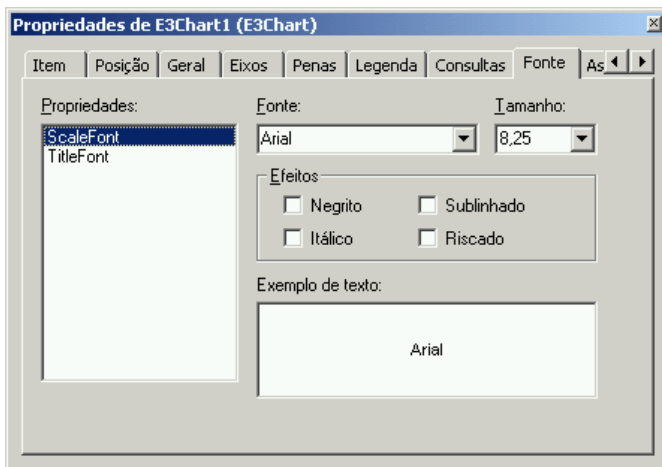 Propriedades de E3Chart1 (E3Chart)
Item Posição Geral Eixos Penas Legenda Consultas Fonte As
Propriedades: Fonte: Tamanho:
ScaleFont Arial 8,25
TitleFont
Efeitos
Negrito Sublinhado
Itálico Riscado
Exemplo de texto:
Arial